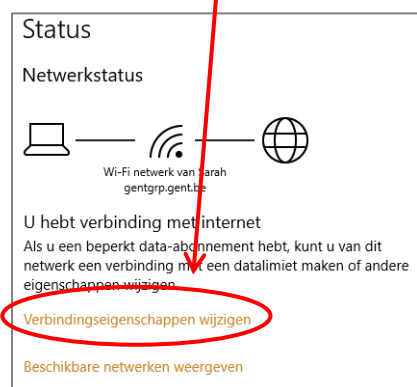 Status
Netwerkstatus
Wi-Fi netwerk van Sarah
gentgrp.gent.be
U hebt verbinding met internet
Als u een beperkt data-abonnement hebt, kunt u van dit
netwerk een verbinding met een datalimiet maken of andere
eigenschappen wijzigen.
Verbindingseigenschappen wijzigen
Beschikbare netwerken weergeven